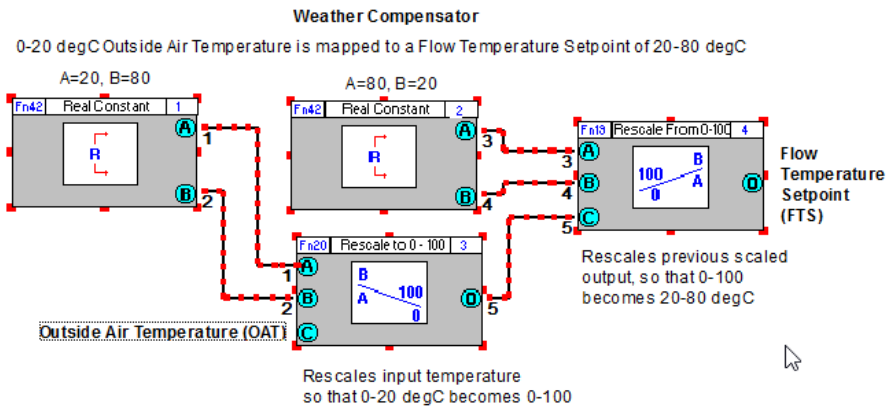 Weather Compensator
0-20 degC Outside Air Temperature is mapped to a Flow Temperature Setpoint of 20-80 degC
A=20, B=80
A=80, B=20
Fn42 Real Constant 1
A
1
R
B
2
Fn42 Real Constant 2
A
3
R
B
4
Fn19 Rescale From 0-100 4
3 A
4 B
5 C
100 B
0 A
O
Flow
Temperature
Setpoint
(FTS)
Fn20 Rescale to 0 - 100 3
1 A
2 B
C
B
A 100
0
O
5
Outside Air Temperature (OAT)
Rescales previous scaled
output, so that 0-100
becomes 20-80 degC
Rescales input temperature
so that 0-20 degC becomes 0-100